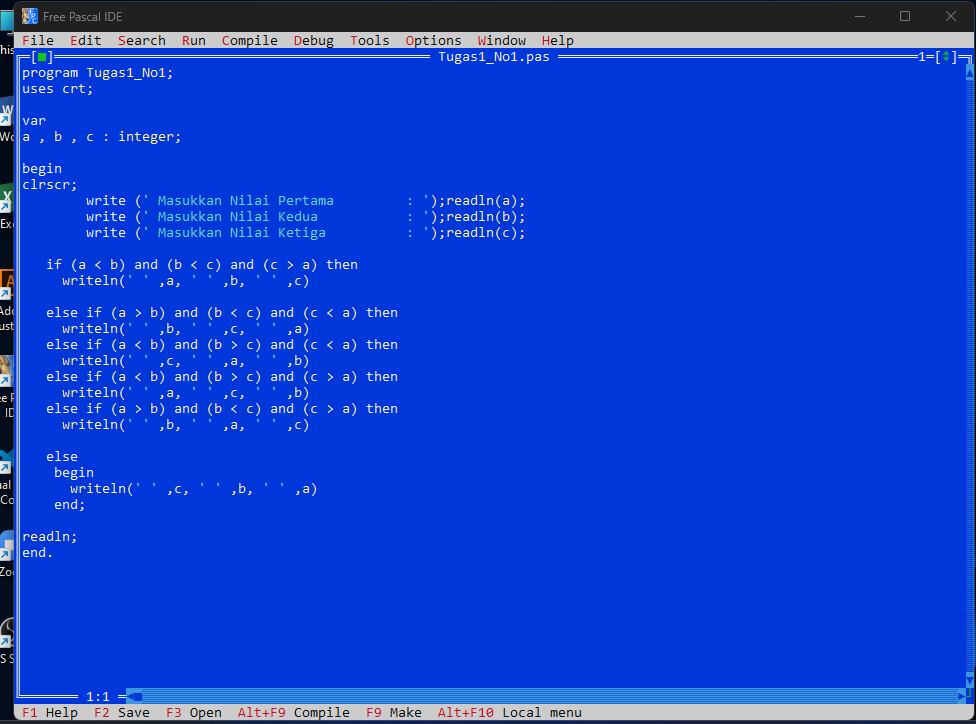 Free Pascal IDE
File Edit Search Run Compile Debug Tools Options Window Help
Tugas1_No1.pas 1
program Tugas1_No1;
uses crt;
var
a , b , c : integer;
begin
clrscr;
write (' Masukkan Nilai Pertama : ');readln(a);
write (' Masukkan Nilai Kedua : ');readln(b);
write (' Masukkan Nilai Ketiga : ');readln(c);
if (a < b) and (b < c) and (c > a) then
writeln(' ' ,a, ' ' ,b, ' ' ,c)
else if (a > b) and (b < c) and (c < a) then
writeln(' ' ,b, ' ' ,c, ' ' ,a)
else if (a < b) and (b > c) and (c < a) then
writeln(' ' ,c, ' ' ,a, ' ' ,b)
else if (a < b) and (b > c) and (c > a) then
writeln(' ' ,a, ' ' ,c, ' ' ,b)
else if (a > b) and (b < c) and (c > a) then
writeln(' ' ,b, ' ' ,a, ' ' ,c)
else
begin
writeln(' ' ,c, ' ' ,b, ' ' ,a)
end;
readln;
end.
1:1
F1 Help F2 Save F3 Open Alt+F9 Compile F9 Make Alt+F10 Local menu